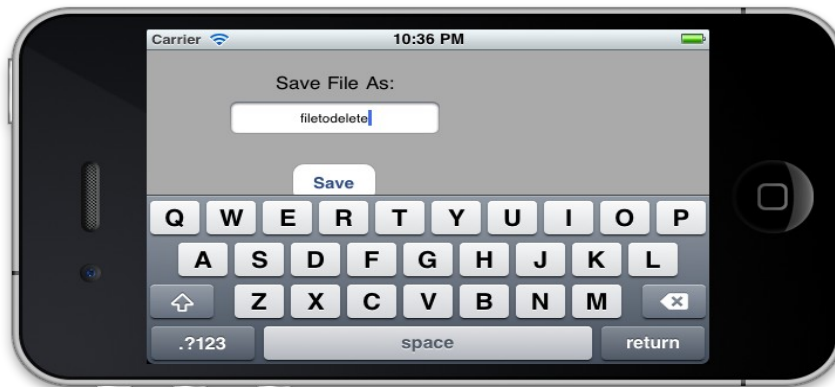 Carrier 10:36 PM
Save File As:
filetodelete
Save
Q W E R T Y U I O P
A S D F G H J K L
Z X C V B N M
.?123 space return